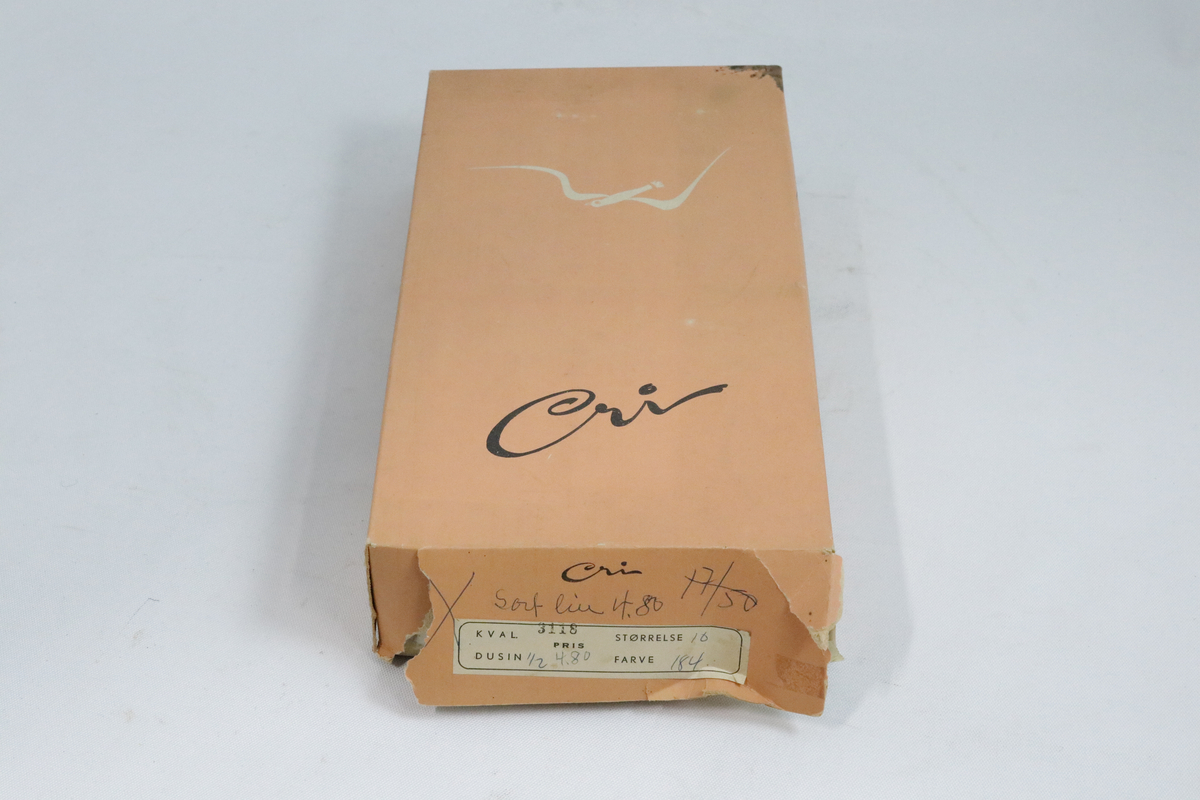 Cri
Cri
X Sort lin 4.80 17/50
KVAL 3118 STØRRELSE 16
PRIS
DUSIN 1/2 4.80 FARVE 184